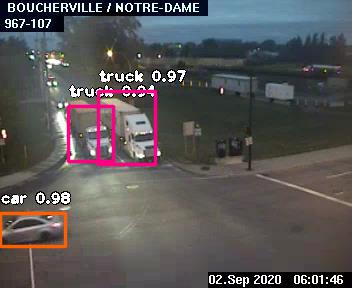 BOUCHERVILLE / NOTRE-DAME
967-107
truck 0.97
truck 0.94
car 0.98
02.Sep 2020 06:01:46